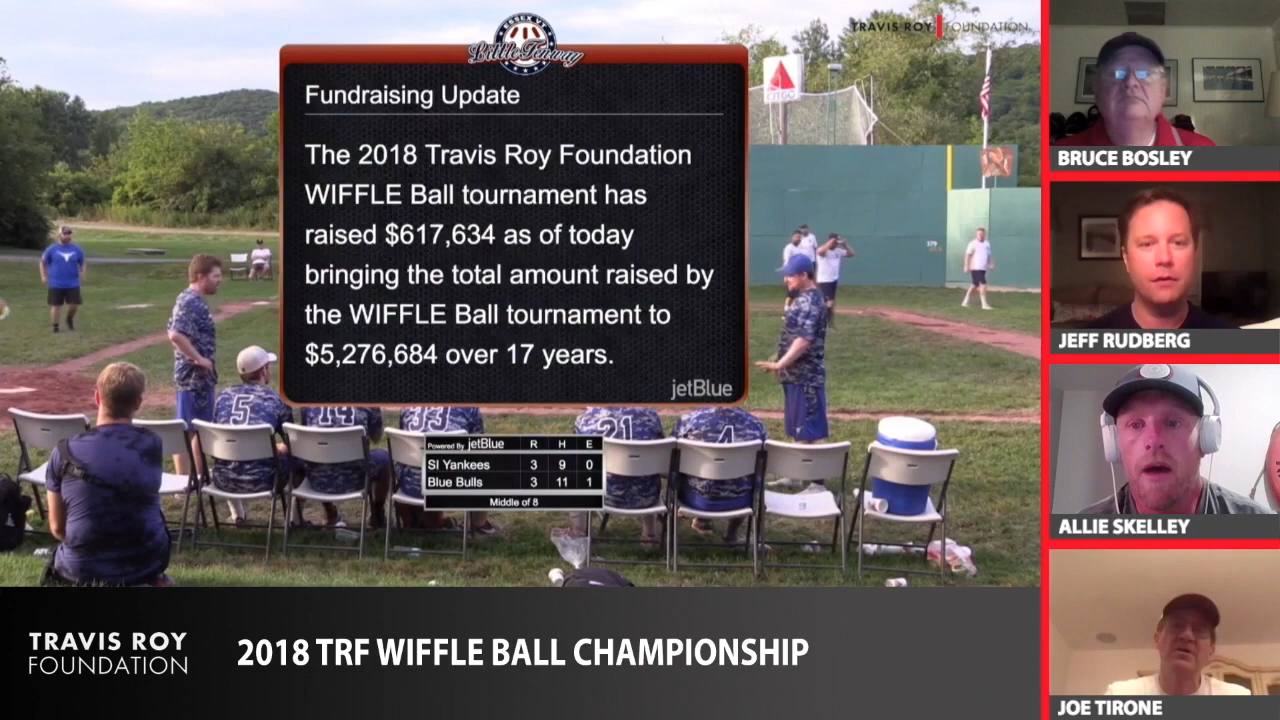 ESSEX VT
Little Fenway
TRAVIS ROY FOUNDATION
CITGO
Fundraising Update
The 2018 Travis Roy Foundation
WIFFLE Ball tournament has
raised $617,634 as of today
bringing the total amount raised by
the WIFFLE Ball tournament to
$5,276,684 over 17 years.
jetBlue
379
5
14
33
21
4
Powered By jetBlue R H E
SI Yankees 3 9 0
Blue Bulls 3 11 1
Middle of 8
TRAVIS ROY
FOUNDATION
2018 TRF WIFFLE BALL CHAMPIONSHIP
BRUCE BOSLEY
JEFF RUDBERG
ALLIE SKELLEY
JOE TIRONE